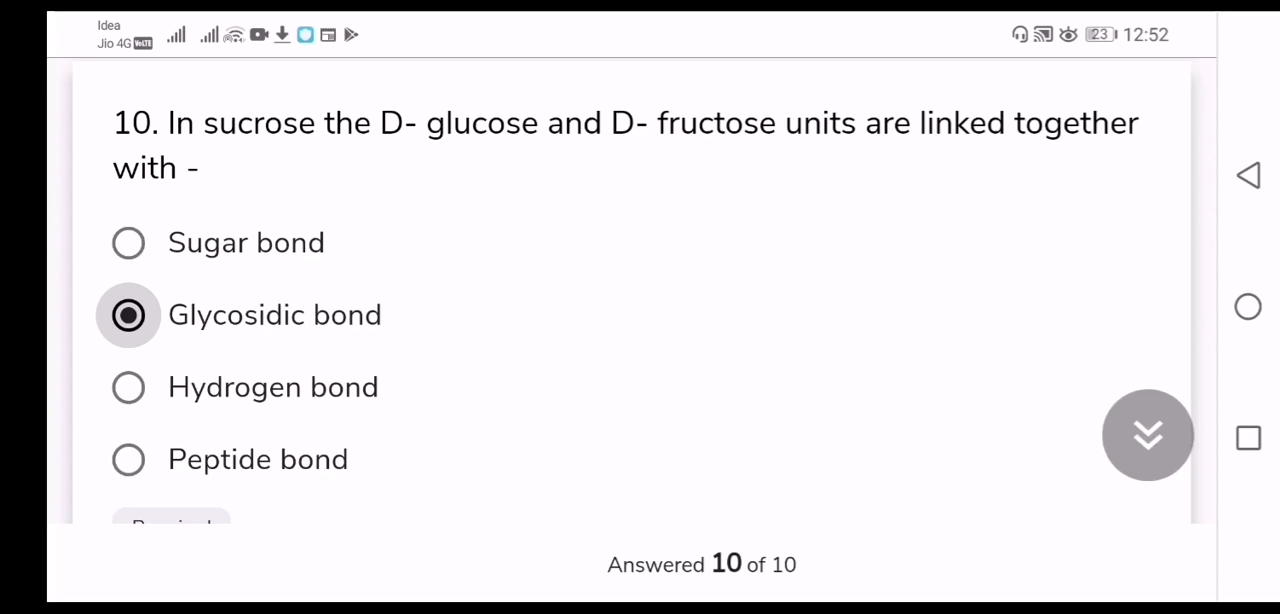 Idea
Jio 4G VoLTE
23 12:52
10. In sucrose the D- glucose and D- fructose units are linked together
with -
Sugar bond
Glycosidic bond
Hydrogen bond
Peptide bond
Answered 10 of 10